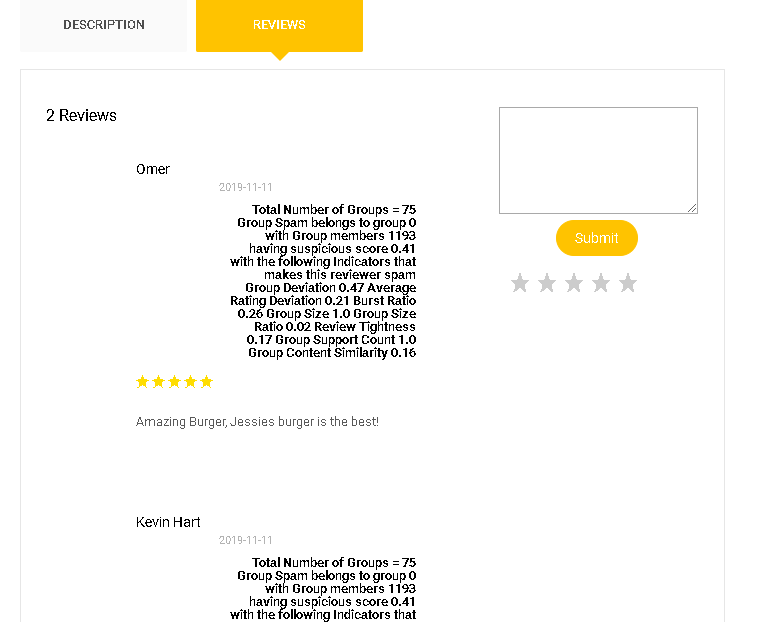 DESCRIPTION
REVIEWS
2 Reviews
Omer
2019-11-11
Total Number of Groups = 75
Group Spam belongs to group 0
with Group members 1193
having suspicious score 0.41
with the following Indicators that
makes this reviewer spam
Group Deviation 0.47 Average
Rating Deviation 0.21 Burst Ratio
0.26 Group Size 1.0 Group Size
Ratio 0.02 Review Tightness
0.17 Group Support Count 1.0
Group Content Similarity 0.16
Amazing Burger, Jessies burger is the best!
Kevin Hart
2019-11-11
Total Number of Groups = 75
Group Spam belongs to group 0
with Group members 1193
having suspicious score 0.41
with the following Indicators that
Submit